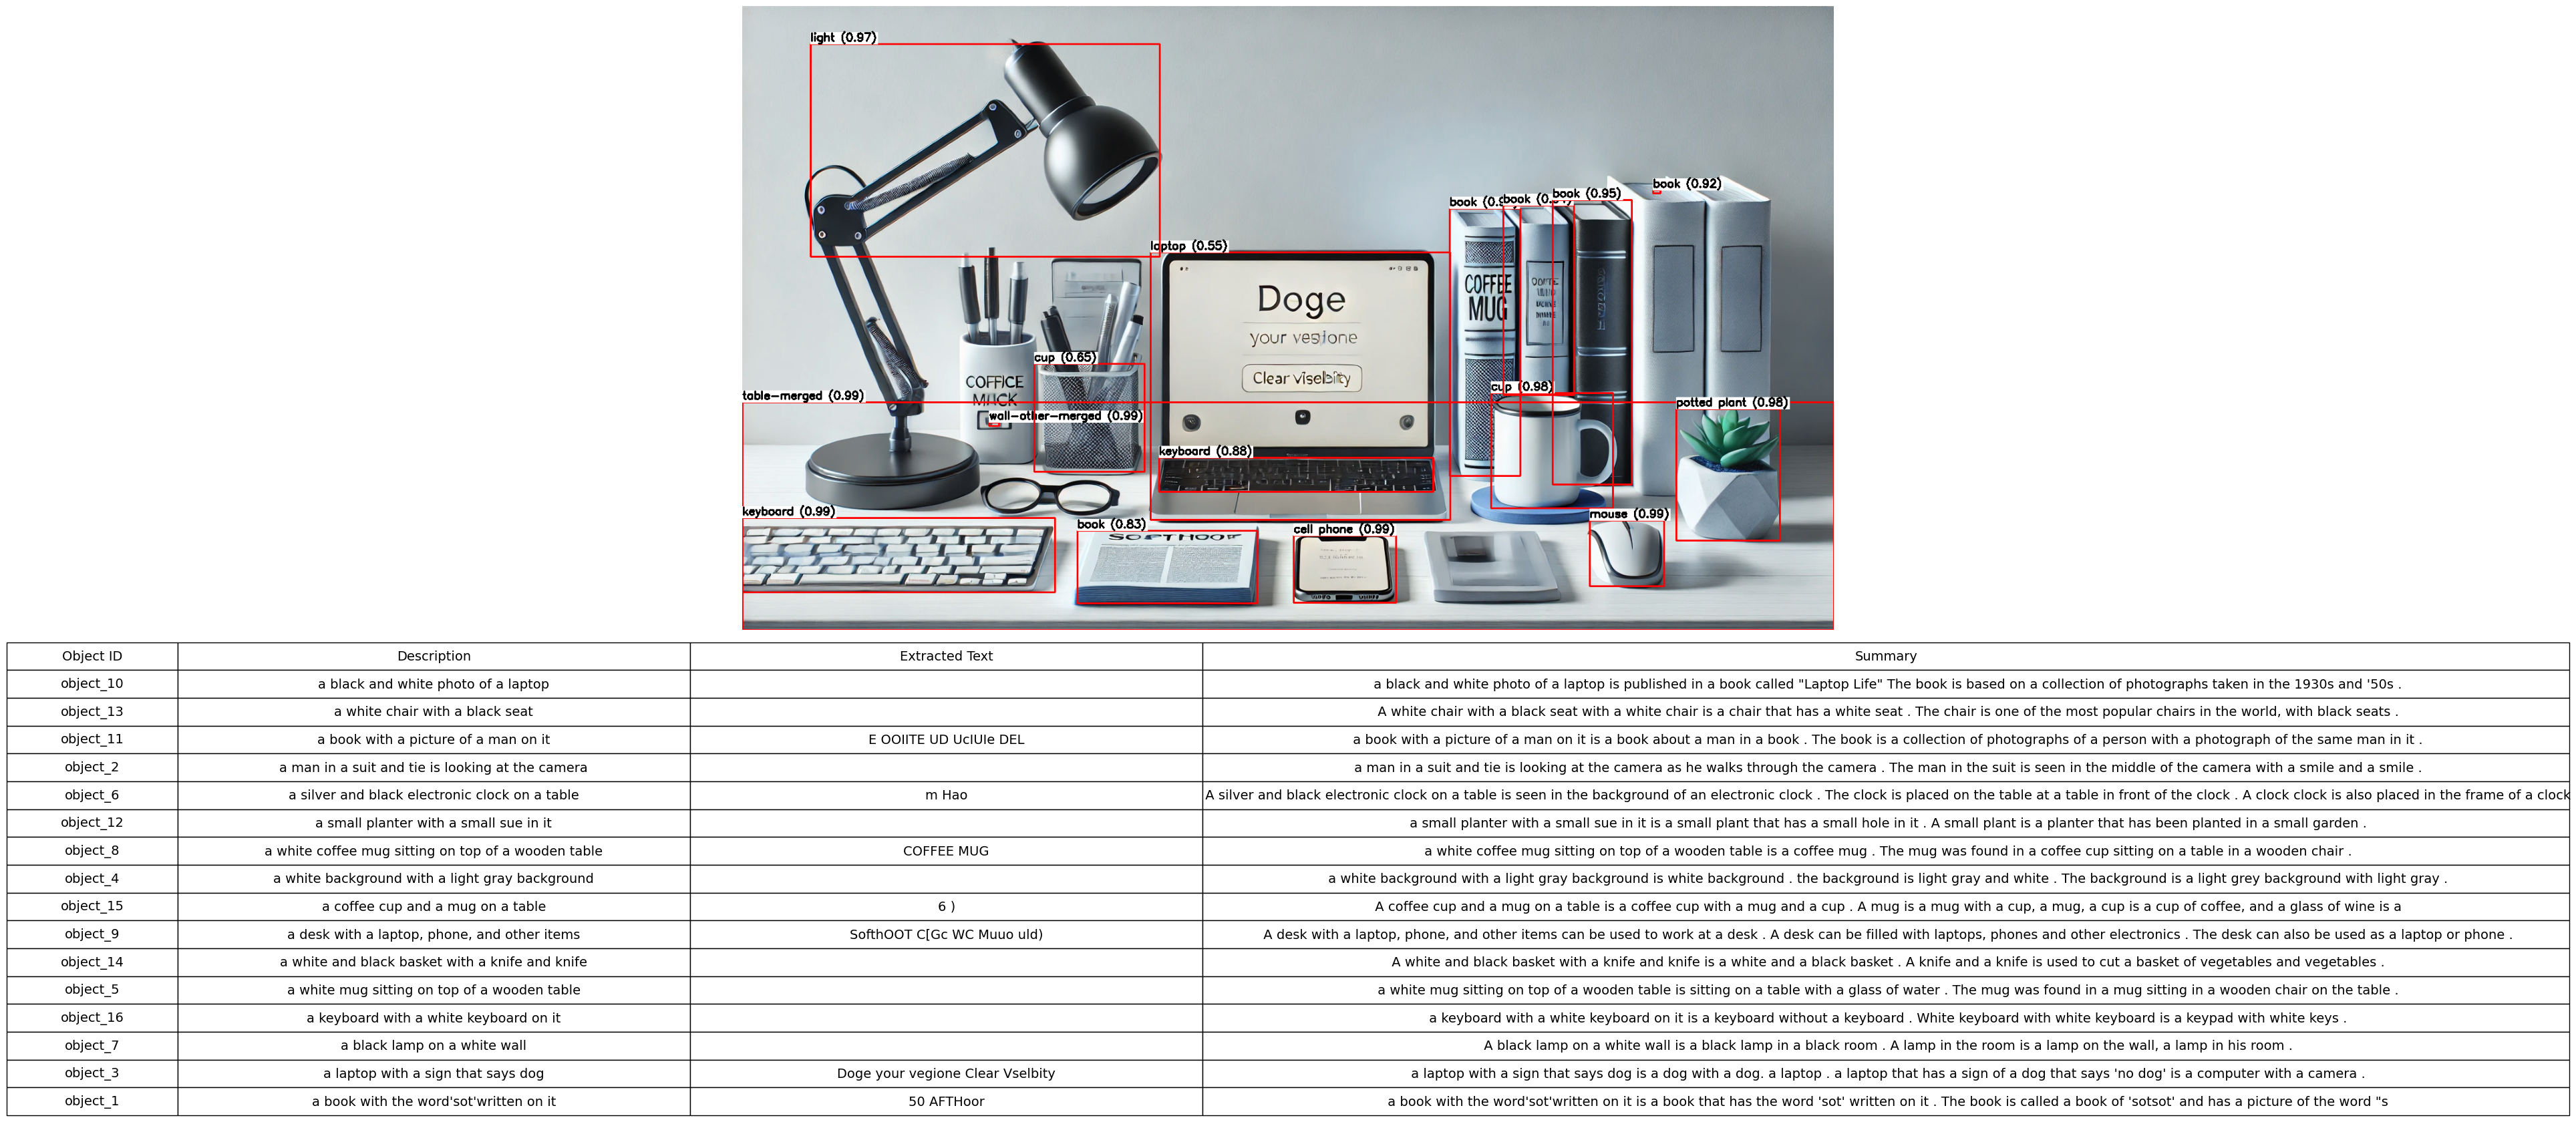 light (0.97)
book (0.92)
book (0.95)
laptop (0.55)
Doge
your vesione
Clear Viselbity
COFFEE
MUG
cup (0.65)
COFFICE
MUCK
cup (0.98)
table-merged (0.99)
wall-other-merged (0.99)
potted plant (0.98)
keyboard (0.88)
keyboard (0.99)
book (0.83)
cell phone (0.99)
mouse (0.99)
Object ID Description Extracted Text Summary
object_10 a black and white photo of a laptop a black and white photo of a laptop is published in a book called "Laptop Life" The book is based on a collection of photographs taken in the 1930s and '50s .
object_13 a white chair with a black seat A white chair with a black seat with a white chair is a chair that has a white seat . The chair is one of the most popular chairs in the world, with black seats .
object_11 a book with a picture of a man on it E OOIITE UD UcIUIe DEL a book with a picture of a man on it is a book about a man in a book . The book is a collection of photographs of a person with a photograph of the same man in it .
object_2 a man in a suit and tie is looking at the camera a man in a suit and tie is looking at the camera as he walks through the camera . The man in the suit is seen in the middle of the camera with a smile and a smile .
object_6 a silver and black electronic clock on a table m Hao A silver and black electronic clock on a table is seen in the background of an electronic clock . The clock is placed on the table at a table in front of the clock . A clock clock is also placed in the frame of a clock
object_12 a small planter with a small sue in it a small planter with a small sue in it is a small plant that has a small hole in it . A small plant is a planter that has been planted in a small garden .
object_8 a white coffee mug sitting on top of a wooden table COFFEE MUG a white coffee mug sitting on top of a wooden table is a coffee mug . The mug was found in a coffee cup sitting on a table in a wooden chair .
object_4 a white background with a light gray background a white background with a light gray background is white background . the background is light gray and white . The background is a light grey background with light gray .
object_15 a coffee cup and a mug on a table 6 ) A coffee cup and a mug on a table is a coffee cup with a mug and a cup . A mug is a mug with a cup, a mug, a cup is a cup of coffee, and a glass of wine is a
object_9 a desk with a laptop, phone, and other items SofthOOT C[Gc WC Muuo uld) A desk with a laptop, phone, and other items can be used to work at a desk . A desk can be filled with laptops, phones and other electronics . The desk can also be used as a laptop or phone .
object_14 a white and black basket with a knife and knife A white and black basket with a knife and knife is a white and a black basket . A knife and a knife is used to cut a basket of vegetables and vegetables .
object_5 a white mug sitting on top of a wooden table a white mug sitting on top of a wooden table is sitting on a table with a glass of water . The mug was found in a mug sitting in a wooden chair on the table .
object_16 a keyboard with a white keyboard on it a keyboard with a white keyboard on it is a keyboard without a keyboard . White keyboard with white keyboard is a keypad with white keys .
object_7 a black lamp on a white wall A black lamp on a white wall is a black lamp in a black room . A lamp in the room is a lamp on the wall, a lamp in his room .
object_3 a laptop with a sign that says dog Doge your vegione Clear Vselbity a laptop with a sign that says dog is a dog with a dog. a laptop . a laptop that has a sign of a dog that says 'no dog' is a computer with a camera .
object_1 a book with the word'sot'written on it 50 AFTHoor a book with the word'sot'written on it is a book that has the word 'sot' written on it . The book is called a book of 'sotsot' and has a picture of the word "s